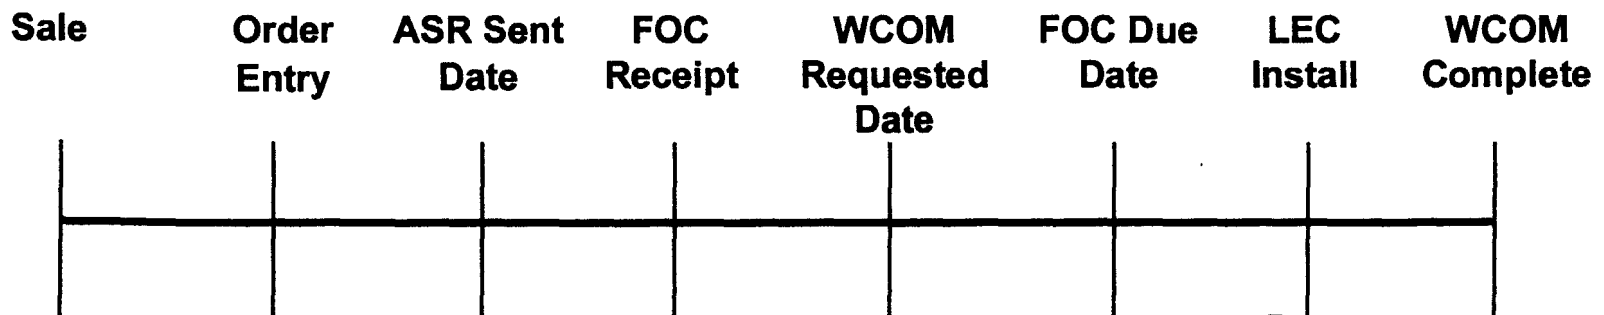 Sale
Order
Entry
ASR Sent
Date
FOC
Receipt
WCOM
Requested
Date
FOC Due
Date
LEC
Install
WCOM
Complete